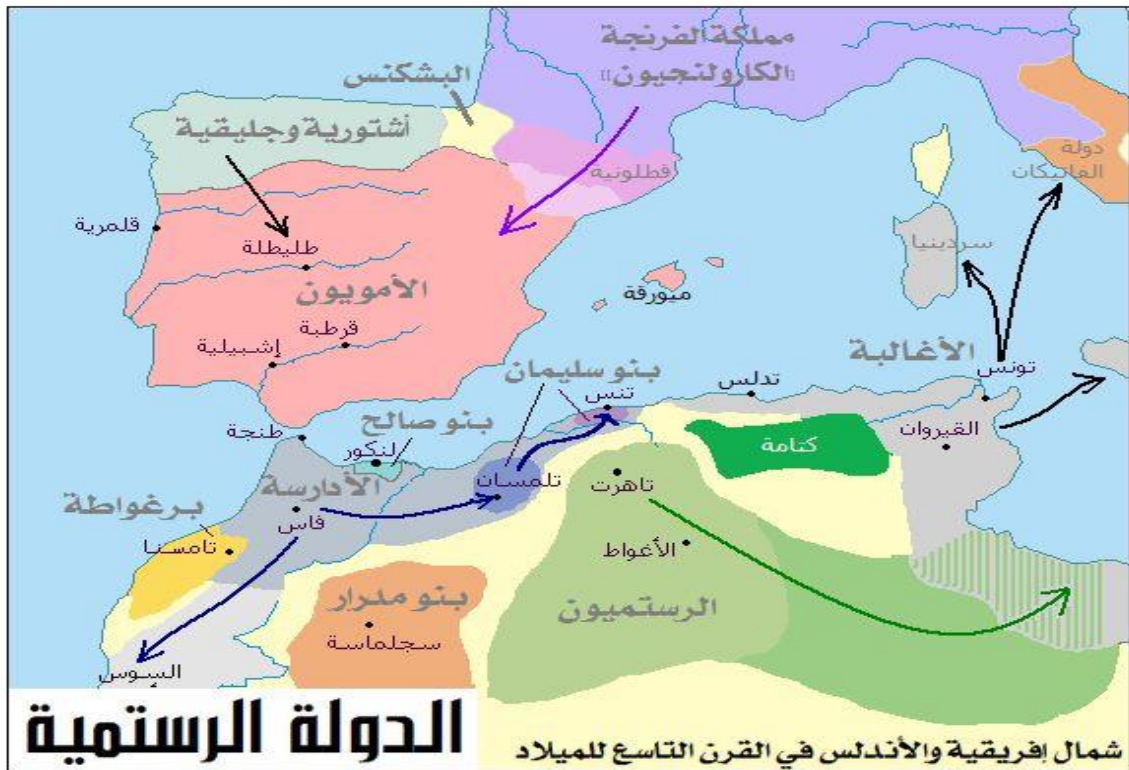 مملكة الفرنجة
"الكارولنجيون"
البشكنس
أشتورية وجليقية
قطلونية
دولة
الفاتيكان
قلمرية
طليطلة
سردينيا
الأمويون
ميورقة
قرطبة
إشبيلية
الأغالبة
تونس
بنو سليمان
تدلس
تنس
طنجة
بنو صالح
لنكور
القيروان
كتامة
الأدارسة
تلمسان
تاهرت
برغواطة
فاس
تامسنا
الأغواط
بنو مدرار
الرستميون
سجلماسة
السوس
الدولة الرستمية
شمال إفريقية والأندلس في القرن التاسع للميلاد